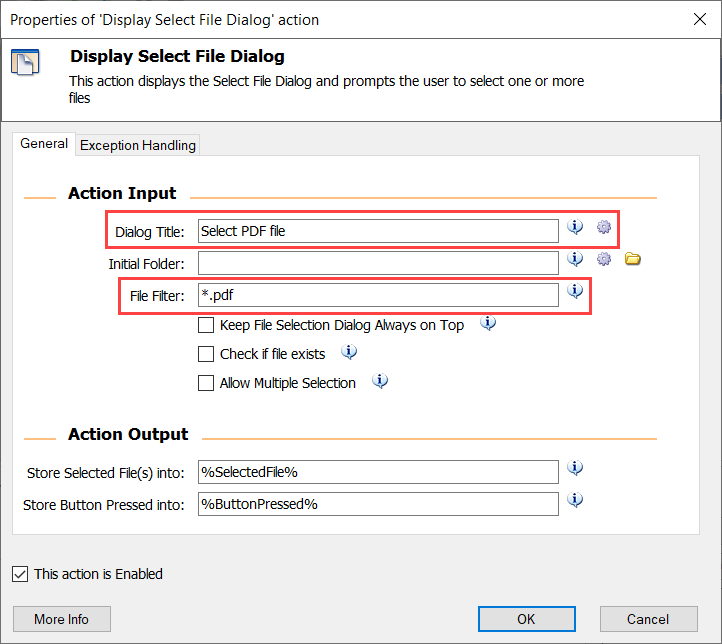 Properties of 'Display Select File Dialog' action
Display Select File Dialog
This action displays the Select File Dialog and prompts the user to select one or more
files
General
Exception Handling
Action Input
Dialog Title:
Select PDF file
Initial Folder:
File Filter:
*.pdf
Keep File Selection Dialog Always on Top
Check if file exists
Allow Multiple Selection
Action Output
Store Selected File(s) into:
%SelectedFile%
Store Button Pressed into:
%ButtonPressed%
This action is Enabled
More Info
OK
Cancel